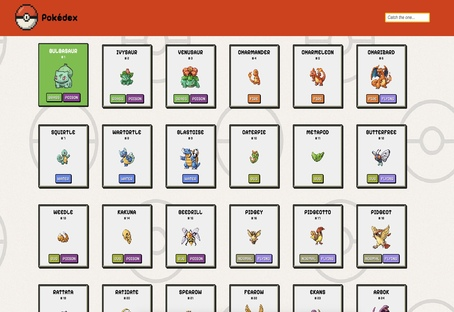 Pokédex
Catch the one...
BULBASAUR
#1
GRASS POISON
IVYSAUR
#2
GRASS POISON
VENUSAUR
#3
GRASS POISON
CHARMANDER
#4
FIRE
CHARMELEON
#5
FIRE
CHARIZARD
#6
FIRE FLYING
SQUIRTLE
#7
WATER
WARTORTLE
#8
WATER
BLASTOISE
#9
WATER
CATERPIE
#10
BUG
METAPOD
#11
BUG
BUTTERFREE
#12
BUG FLYING
WEEDLE
#13
BUG POISON
KAKUNA
#14
BUG POISON
BEEDRILL
#15
BUG POISON
PIDGEY
#16
NORMAL FLYING
PIDGEOTTO
#17
NORMAL FLYING
PIDGEOT
#18
NORMAL FLYING
RATTATA
#19
RATICATE
#20
SPEAROW
#21
FEAROW
#22
EKANS
#23
ARBOK
#24